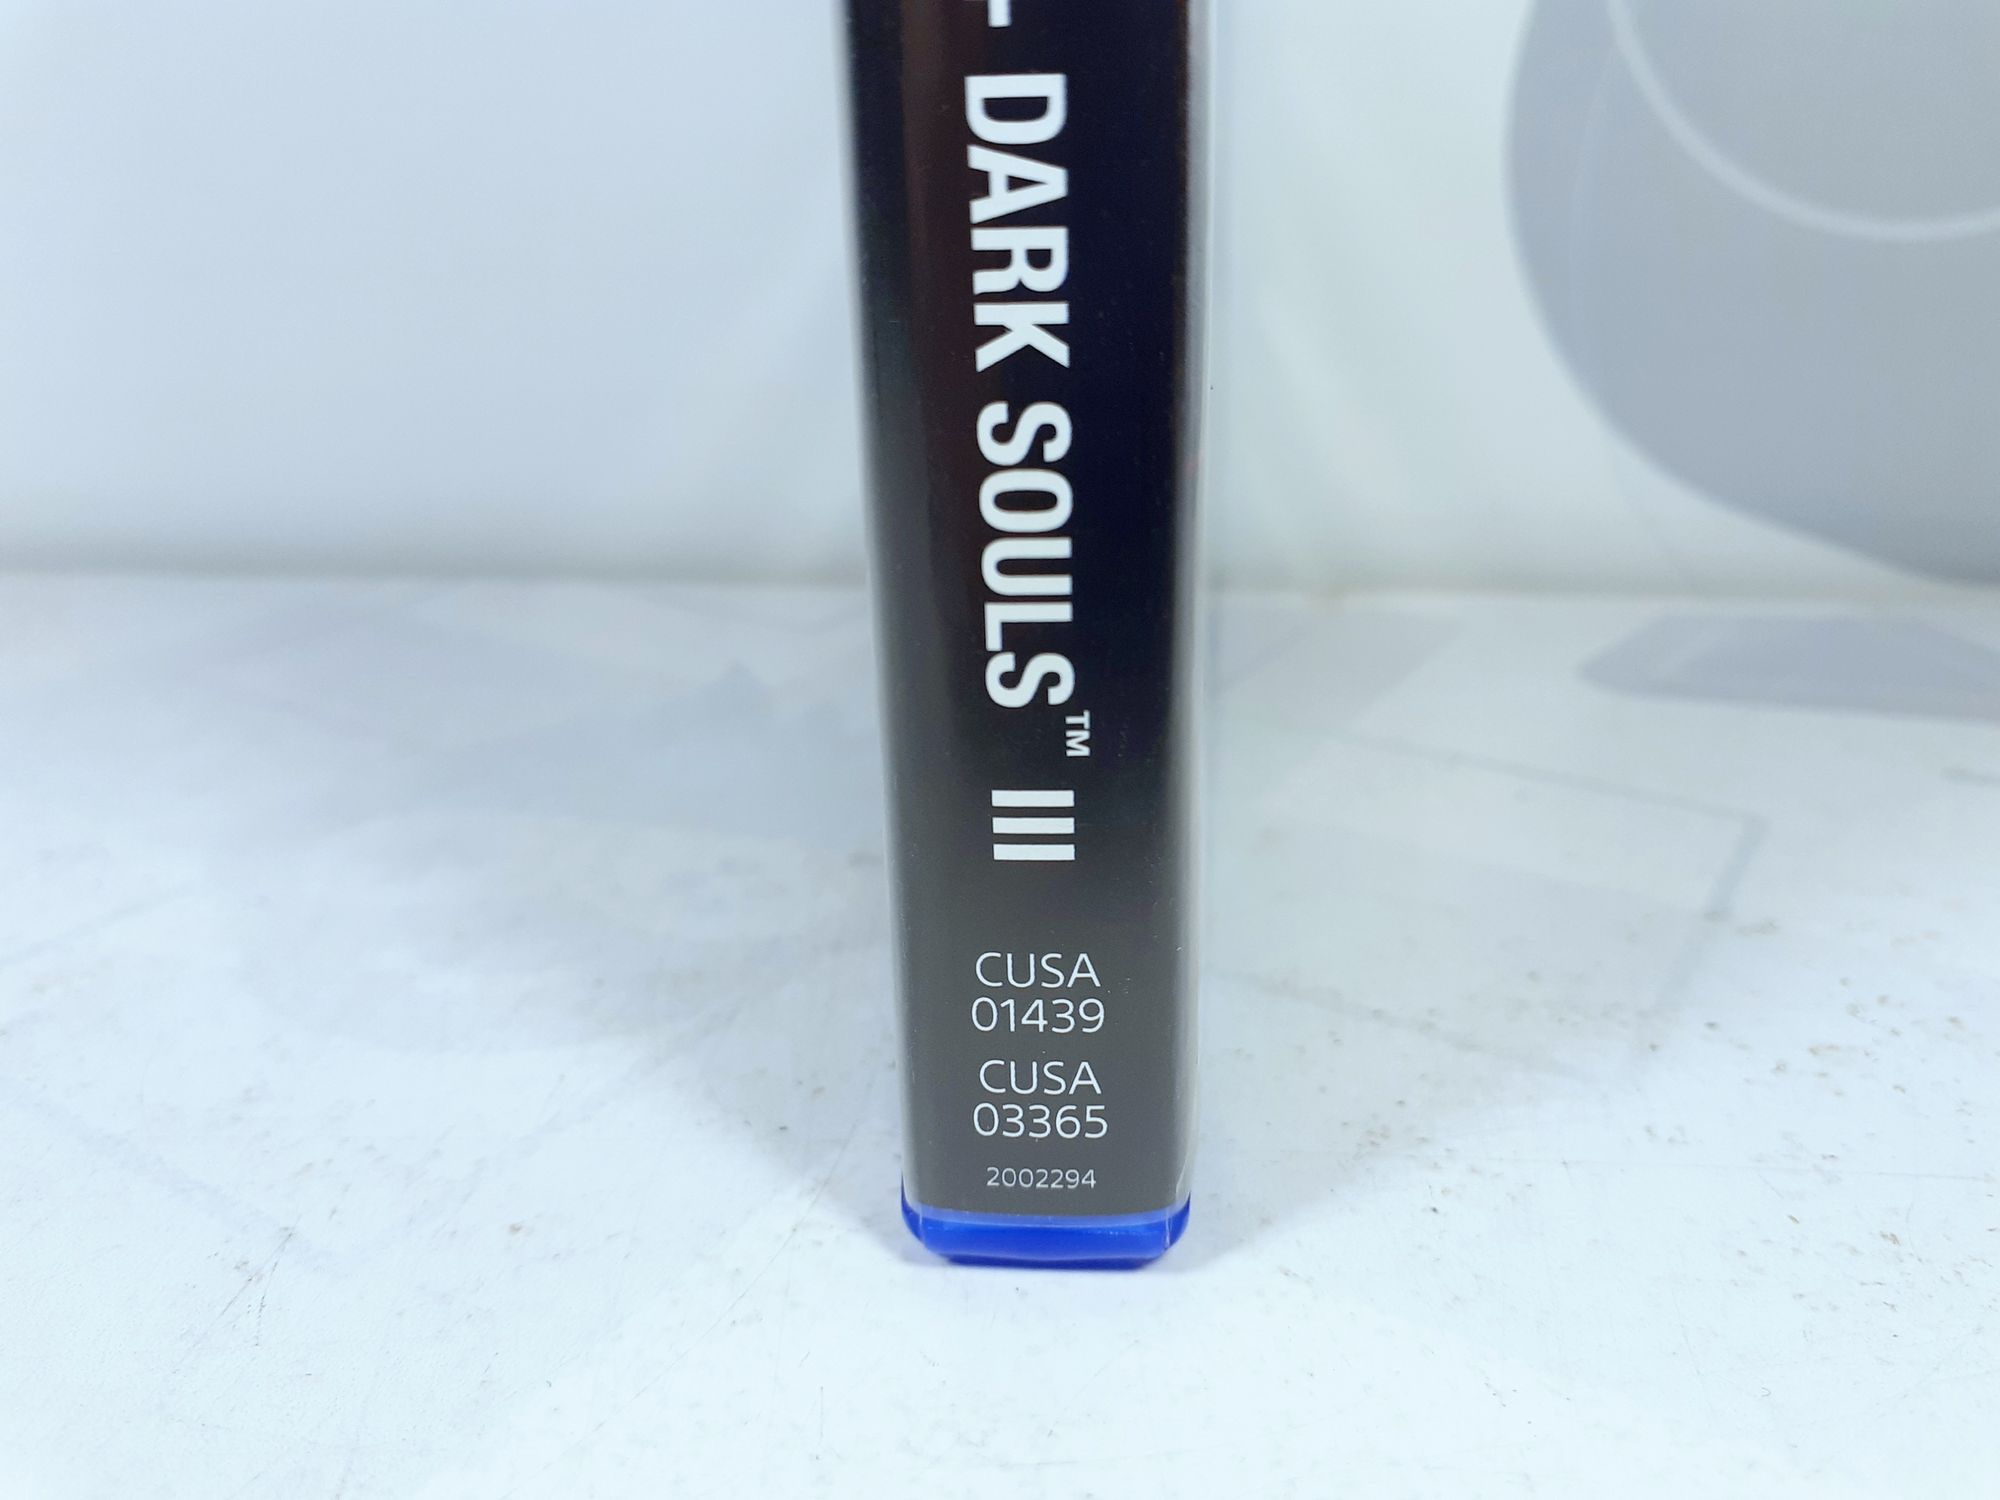 + DARK SOULS™ III
CUSA
01439
CUSA
03365
2002294